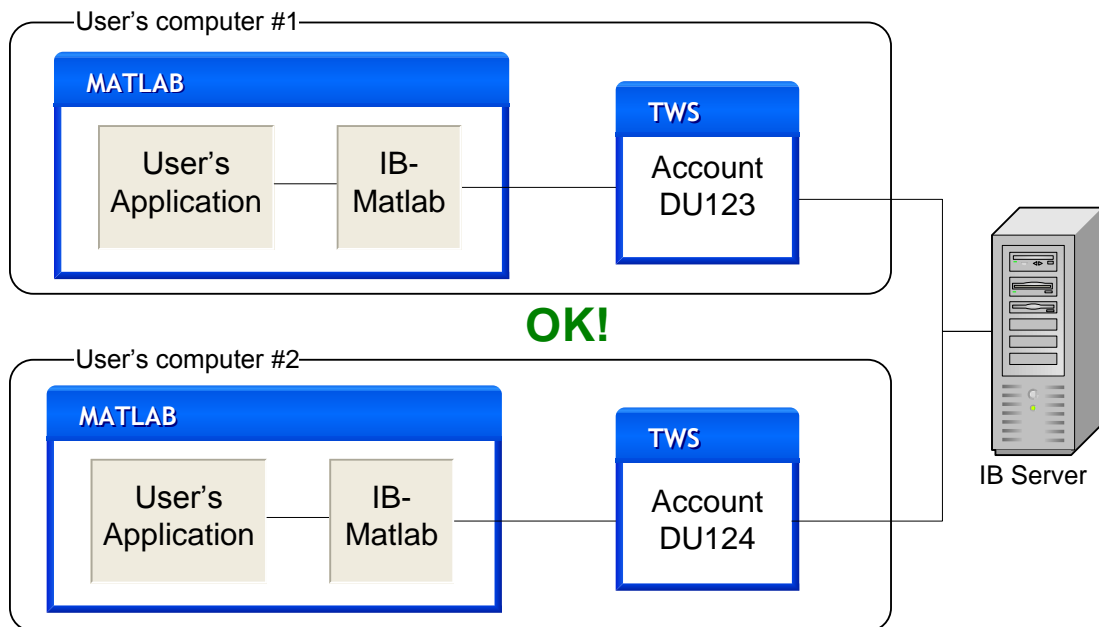 User's computer #1
MATLAB
User's
Application
IB-
Matlab
TWS
Account
DU123
OK!
User's computer #2
MATLAB
User's
Application
IB-
Matlab
TWS
Account
DU124
IB Server